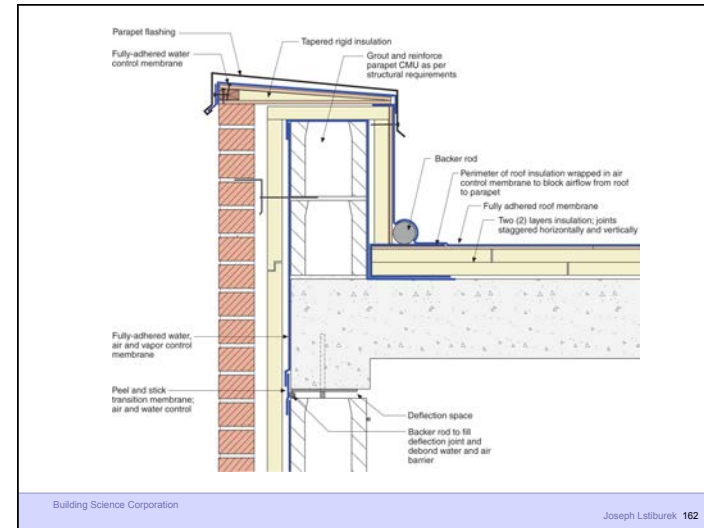 Parapet flashing
Fully-adhered water
control membrane
Tapered rigid insulation
Grout and reinforce
parapet CMU as per
structural requirements
Backer rod
Perimeter of roof insulation wrapped in air
control membrane to block airflow from roof
to parapet
Fully adhered roof membrane
Two (2) layers insulation; joints
staggered horizontally and vertically
Fully-adhered water,
air and vapor control
membrane
Peel and stick
transition membrane;
air and water control
Deflection space
Backer rod to fill
deflection joint and
debond water and air
barrier
Building Science Corporation
Joseph Lstiburek 162